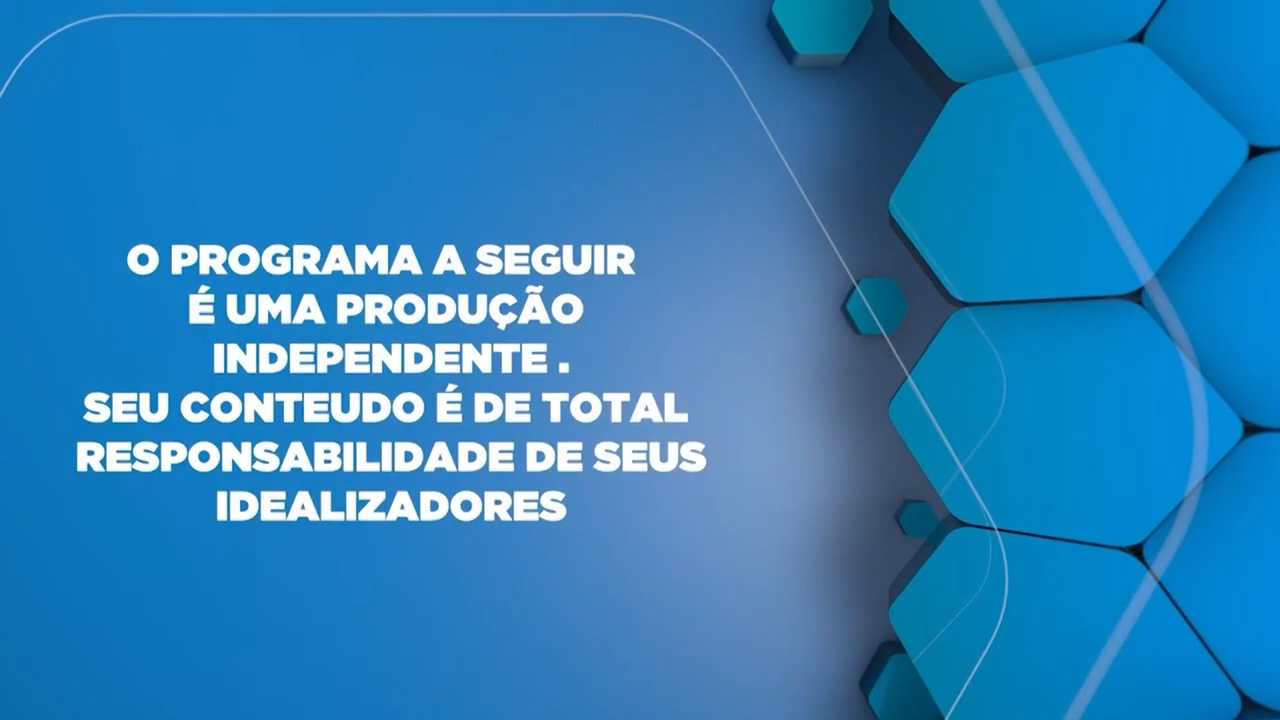 O PROGRAMA A SEGUIR
É UMA PRODUÇÃO
INDEPENDENTE .
SEU CONTEUDO É DE TOTAL
RESPONSABILIDADE DE SEUS
IDEALIZADORES